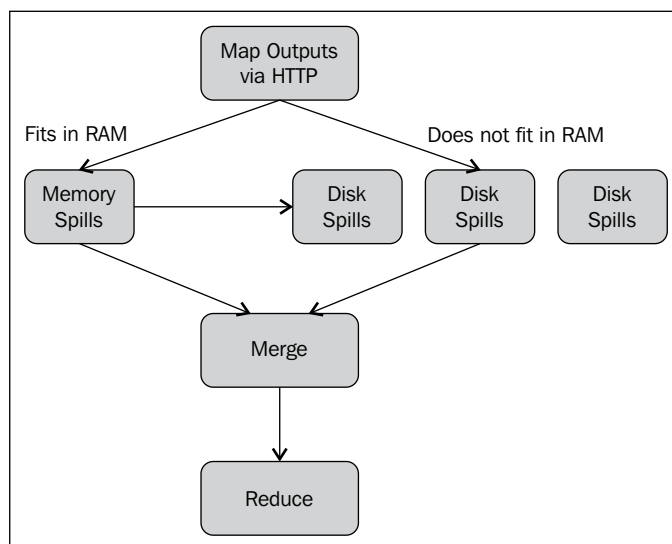 Map Outputs
via HTTP
Fits in RAM
Does not fit in RAM
Memory
Spills
Disk
Spills
Disk
Spills
Disk
Spills
Merge
Reduce